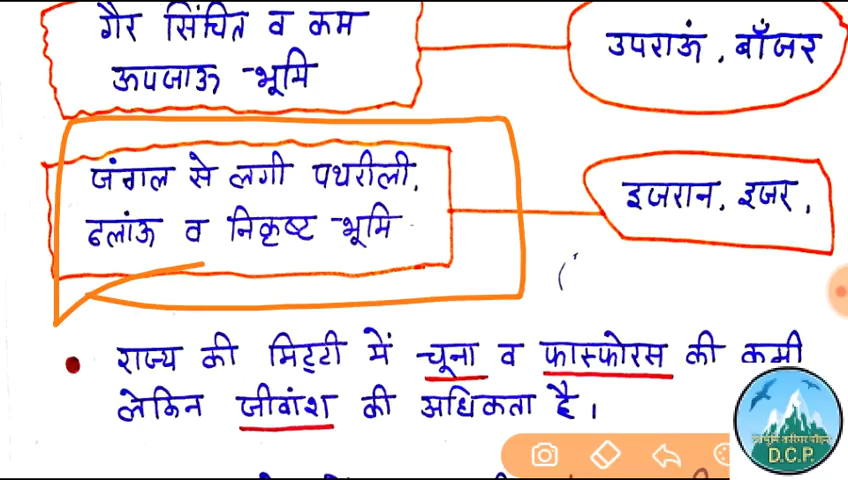 गैर सिंचित व कम
ऊपजाऊ भूमि
उपराऊं, बाँजर
जंगल से लगी पथरीली,
ढलांऊ व निकृष्ट भूमि
इजरान, इजर,
राज्य की मिट्टी में चूना व फास्फोरस की कमी
लेकिन जीवांश की अधिकता है।
D.C.P.